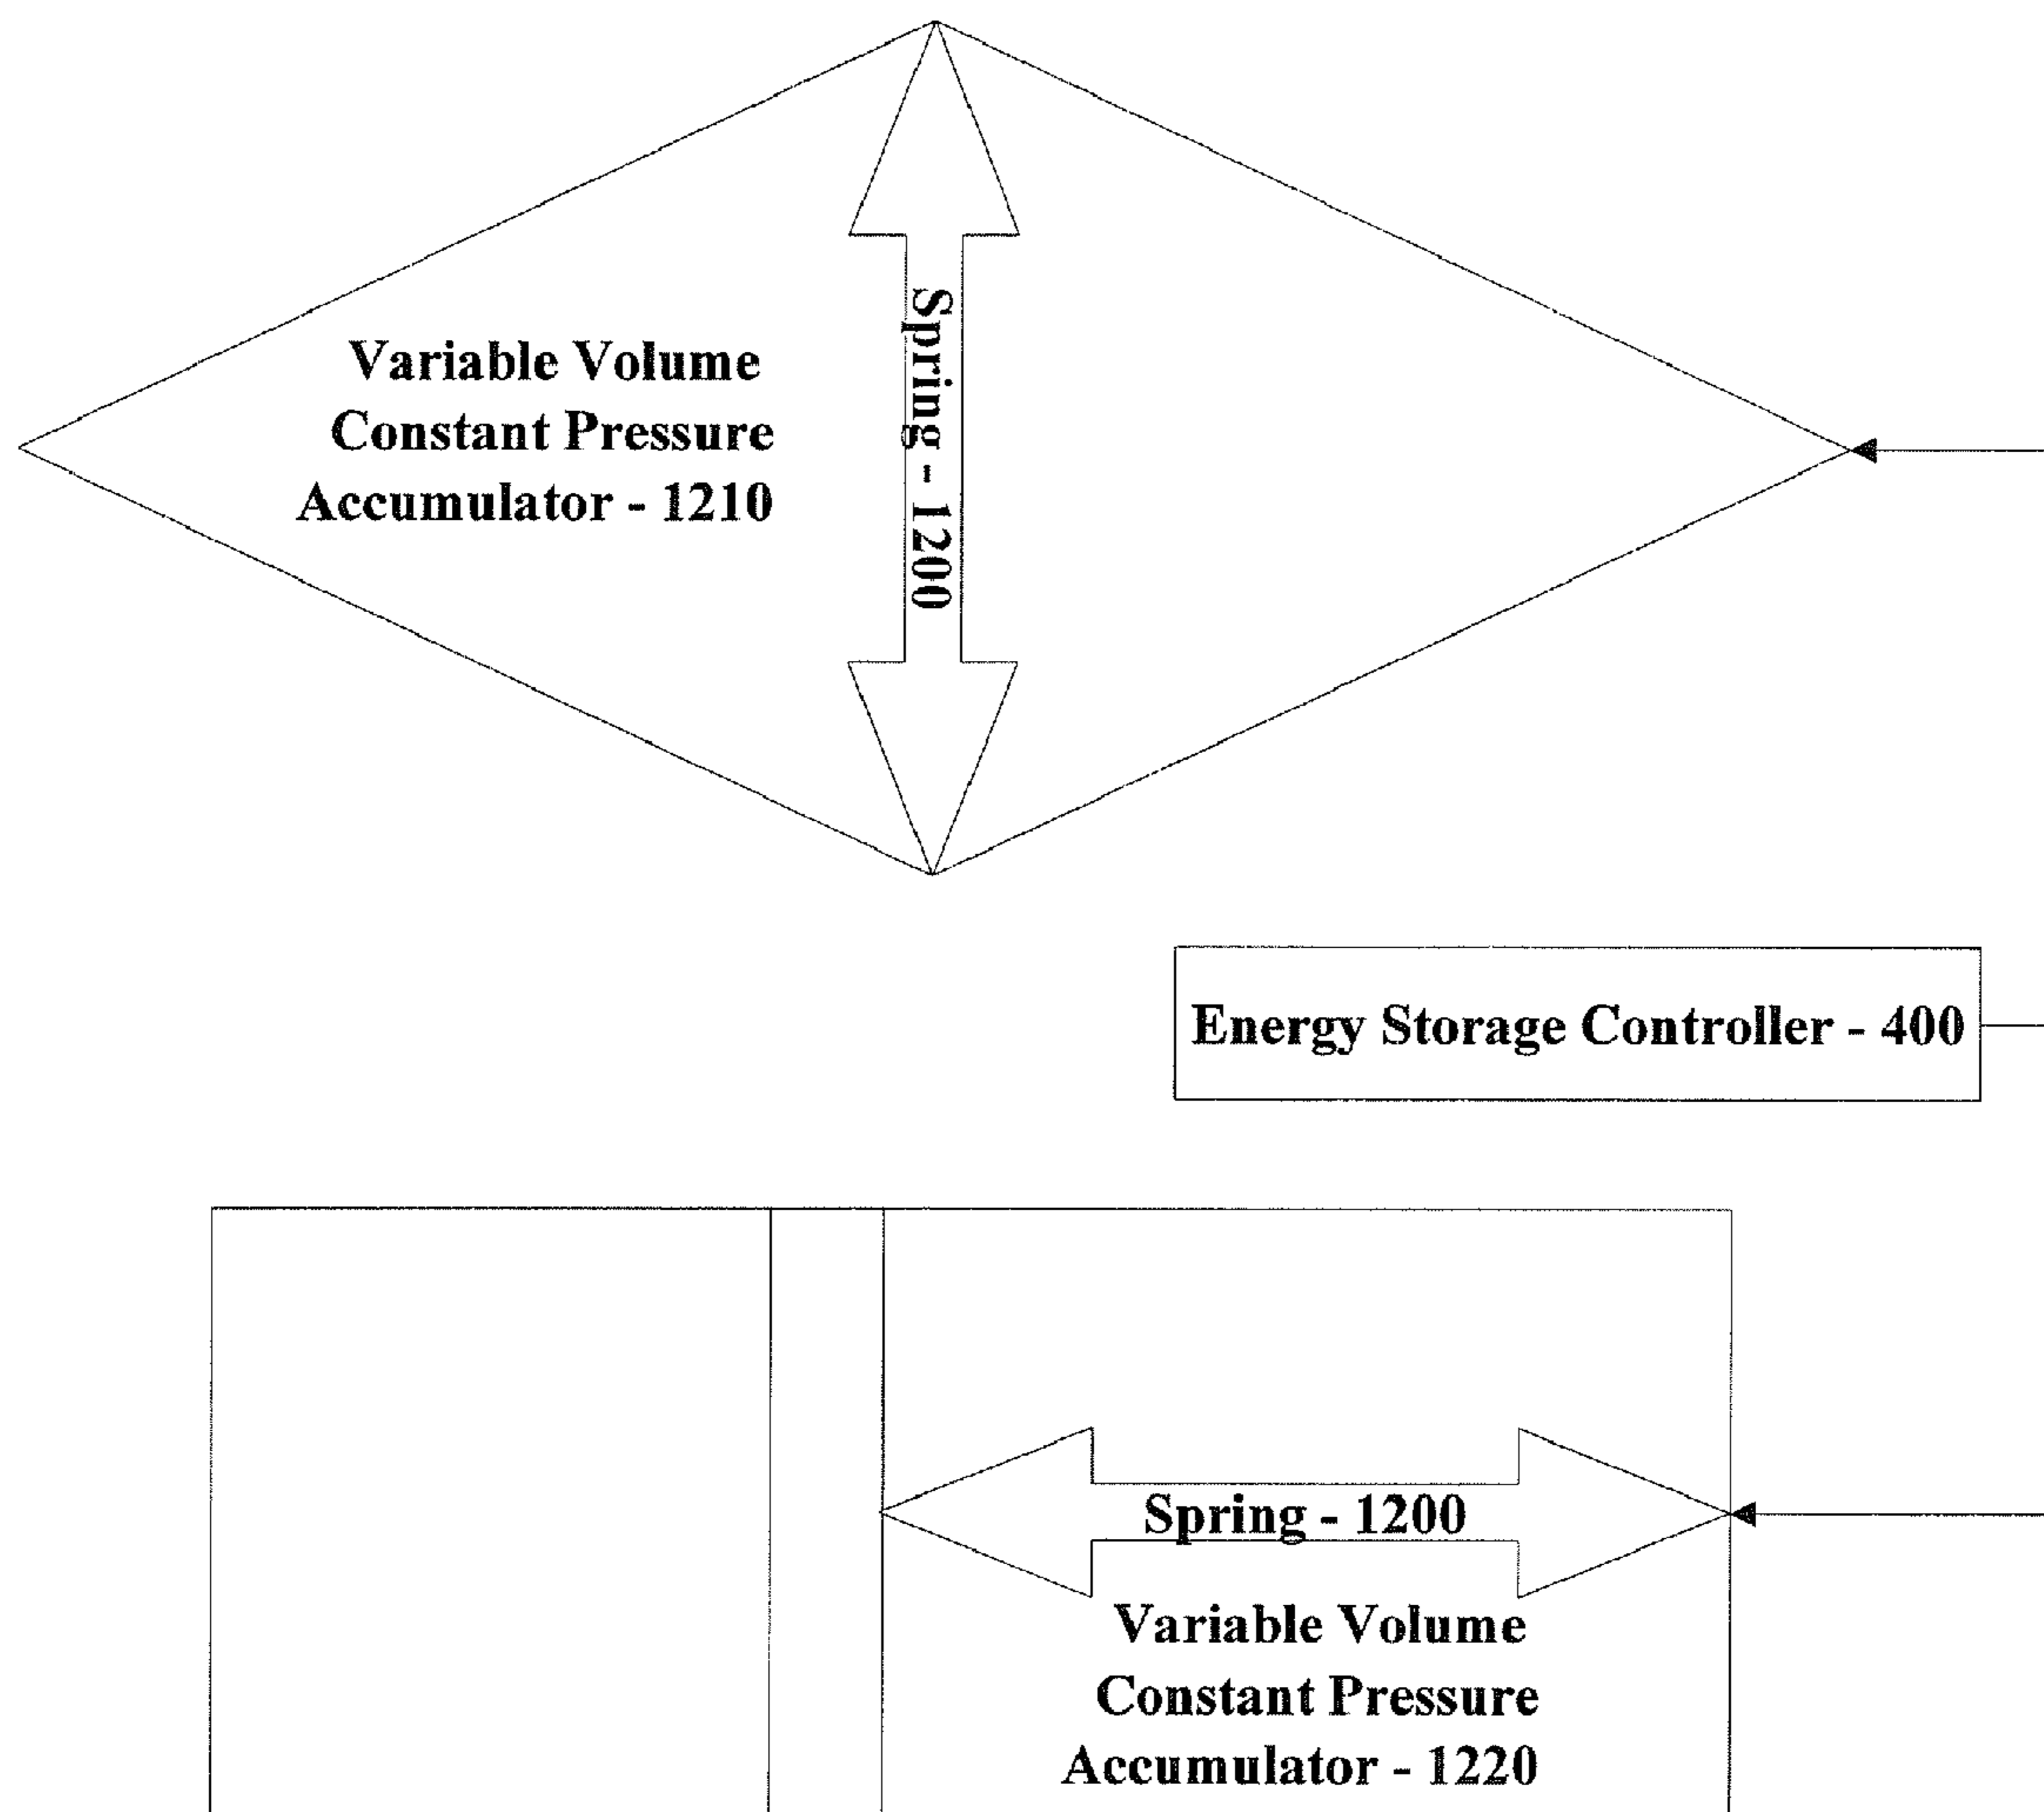 Variable Volume
Constant Pressure
Accumulator - 1210
Spring - 1200
Energy Storage Controller - 400
Spring - 1200
Variable Volume
Constant Pressure
Accumulator - 1220